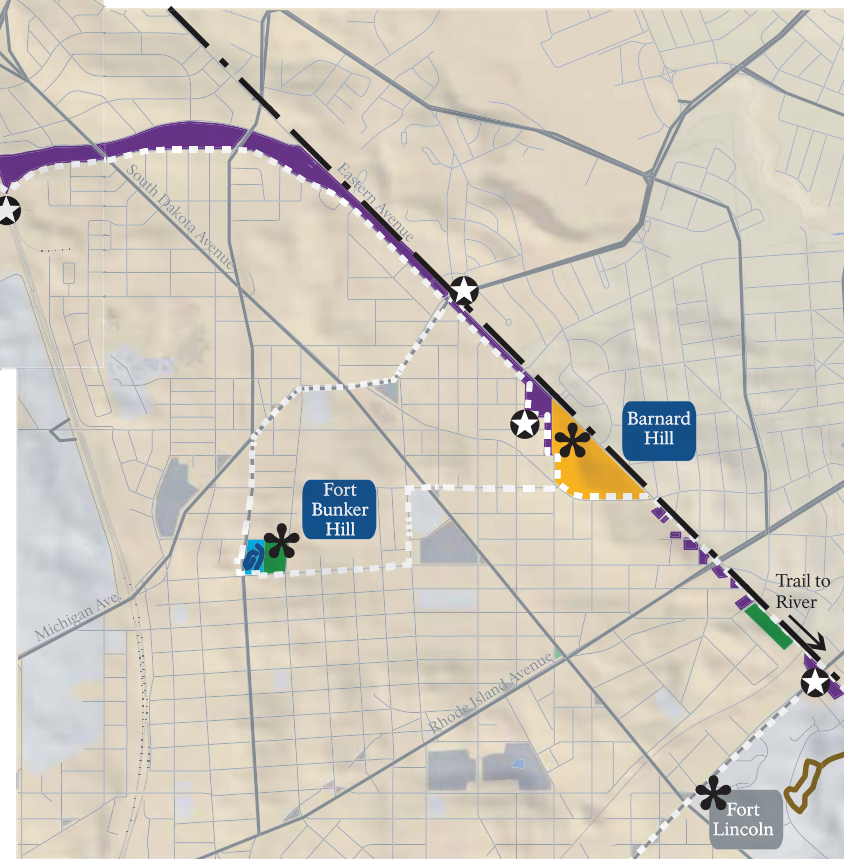 South Dakota Avenue
Eastern Avenue
Barnard
Hill
Fort
Bunker
Hill
Trail to
River
Michigan Ave.
Rhode Island Avenue
Fort
Lincoln